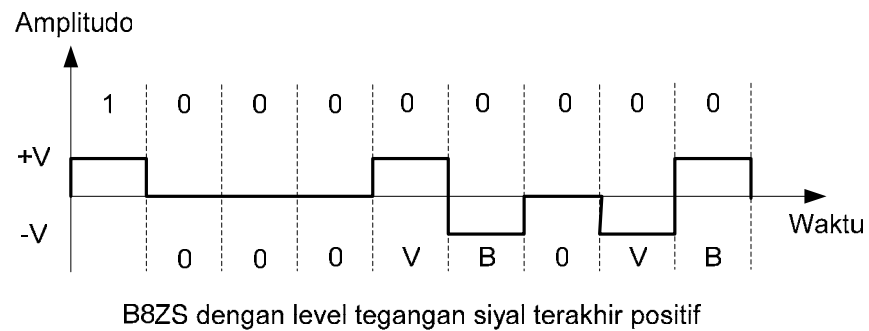 Amplitudo
1 0 0 0 0 0 0 0 0
+V
-V
Waktu
0 0 0 V B 0 V B
B8ZS dengan level tegangan siyal terakhir positif